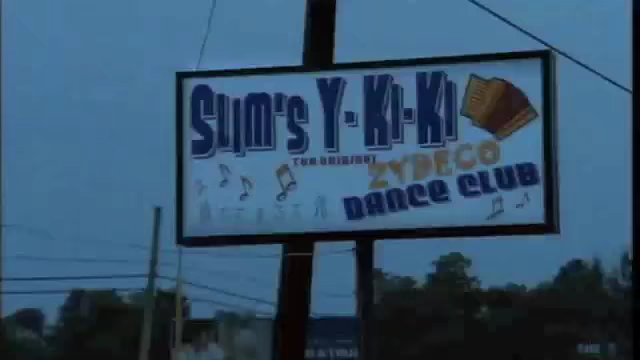 SLIM'S Y-KI-KI
THE ORIGINAL
ZYDECO
DANCE CLUB